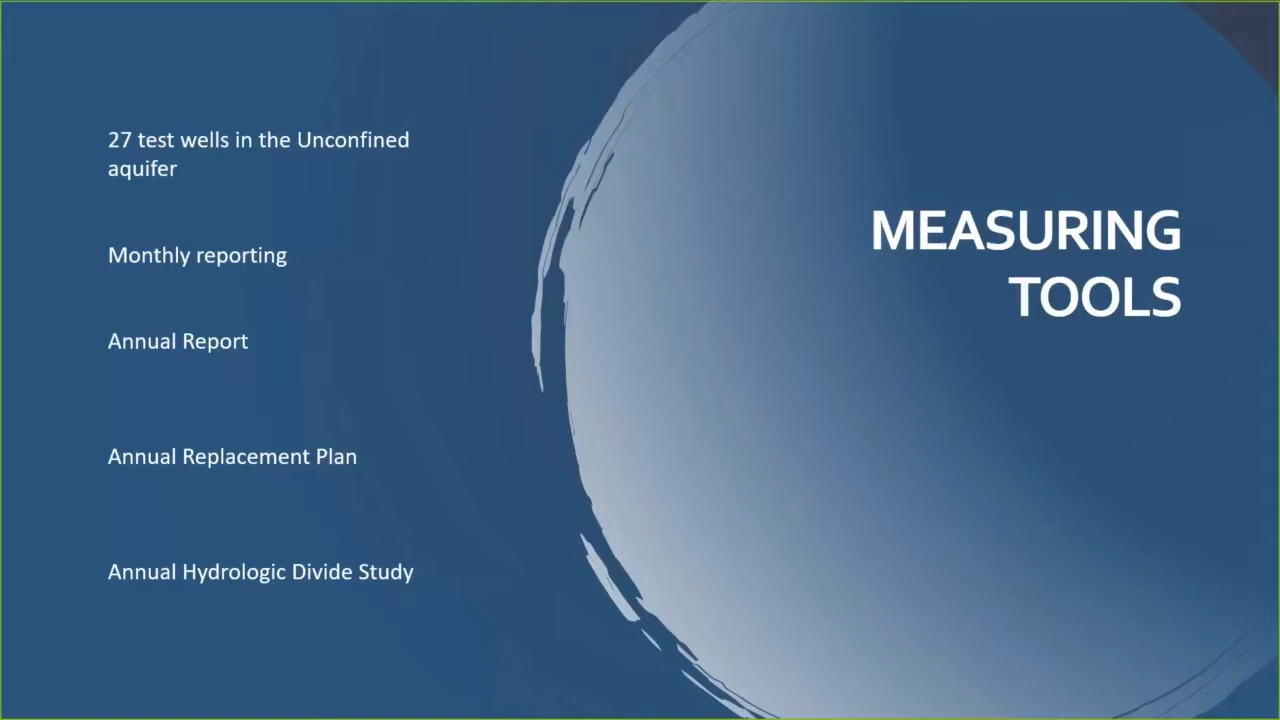 27 test wells in the Unconfined
aquifer
Monthly reporting
Annual Report
Annual Replacement Plan
Annual Hydrologic Divide Study
MEASURING
TOOLS